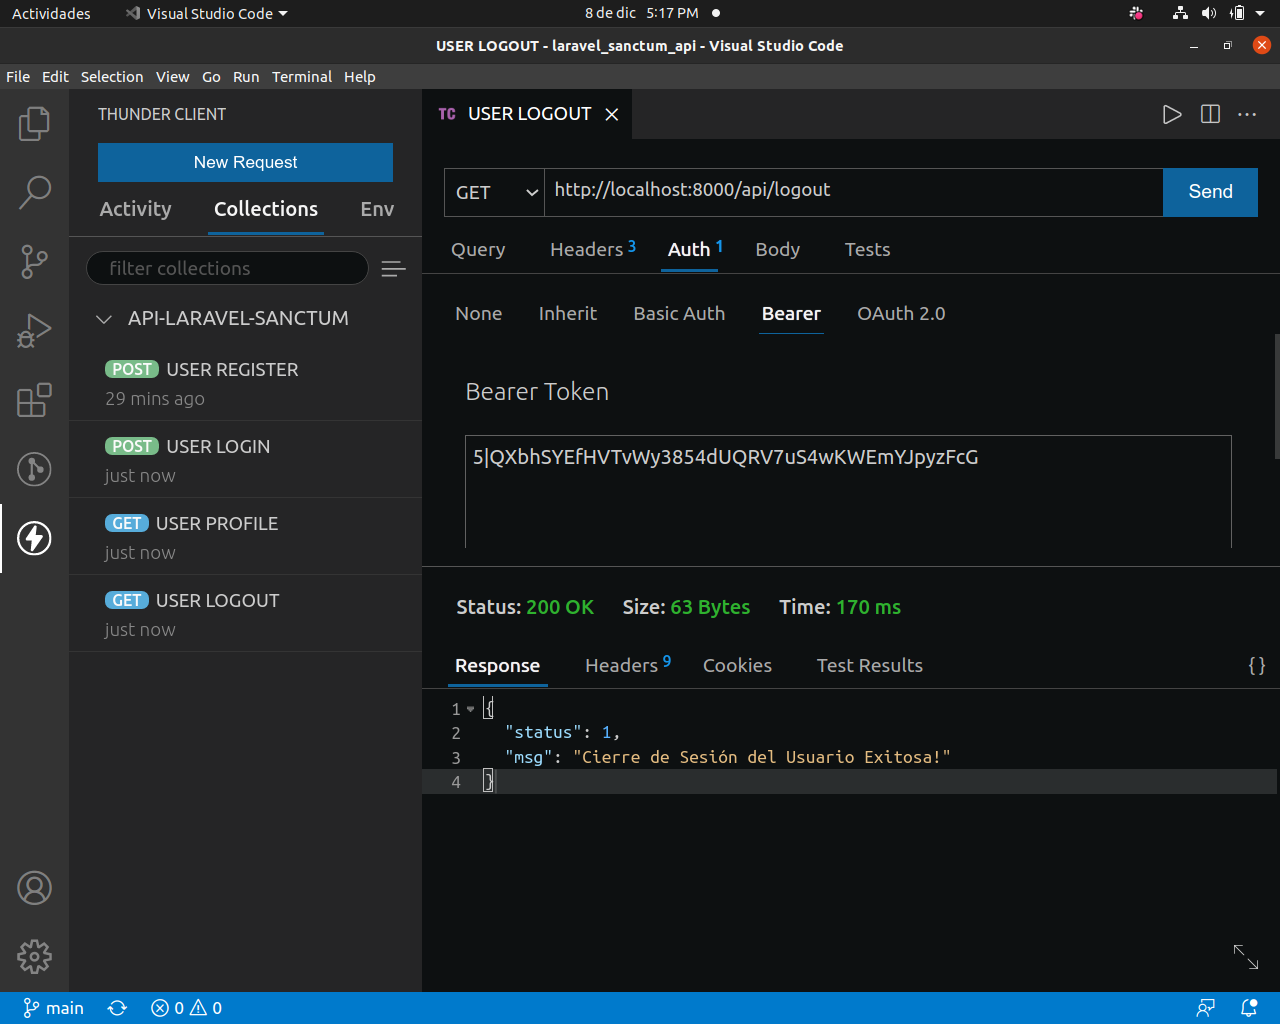 Actividades Visual Studio Code 8 de dic 5:17 PM
USER LOGOUT - laravel_sanctum_api - Visual Studio Code
File Edit Selection View Go Run Terminal Help
THUNDER CLIENT
New Request
Activity Collections Env
filter collections
API-LARAVEL-SANCTUM
POST USER REGISTER
29 mins ago
POST USER LOGIN
just now
GET USER PROFILE
just now
GET USER LOGOUT
just now
TC USER LOGOUT
GET http://localhost:8000/api/logout Send
Query Headers 3 Auth 1 Body Tests
None Inherit Basic Auth Bearer OAuth 2.0
Bearer Token
5|QXbhSYEfHVTvWy3854dUQRV7uS4wKWEmYJpyzFcG
Status: 200 OK Size: 63 Bytes Time: 170 ms
Response Headers 9 Cookies Test Results {}
1 {
2 "status": 1,
3 "msg": "Cierre de Sesión del Usuario Exitosa!"
4 }
main 0 0